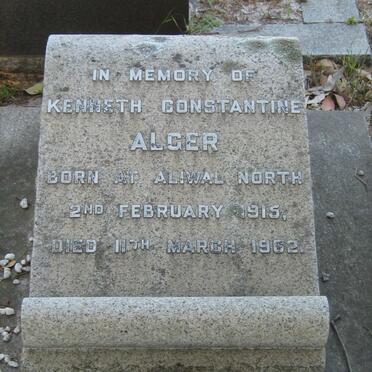 IN MEMORY OF
KENNETH CONSTANTINE
ALGER
BORN AT ALIWAL NORTH
2ND FEBRUARY 1915,
DIED 11TH MARCH 1962.